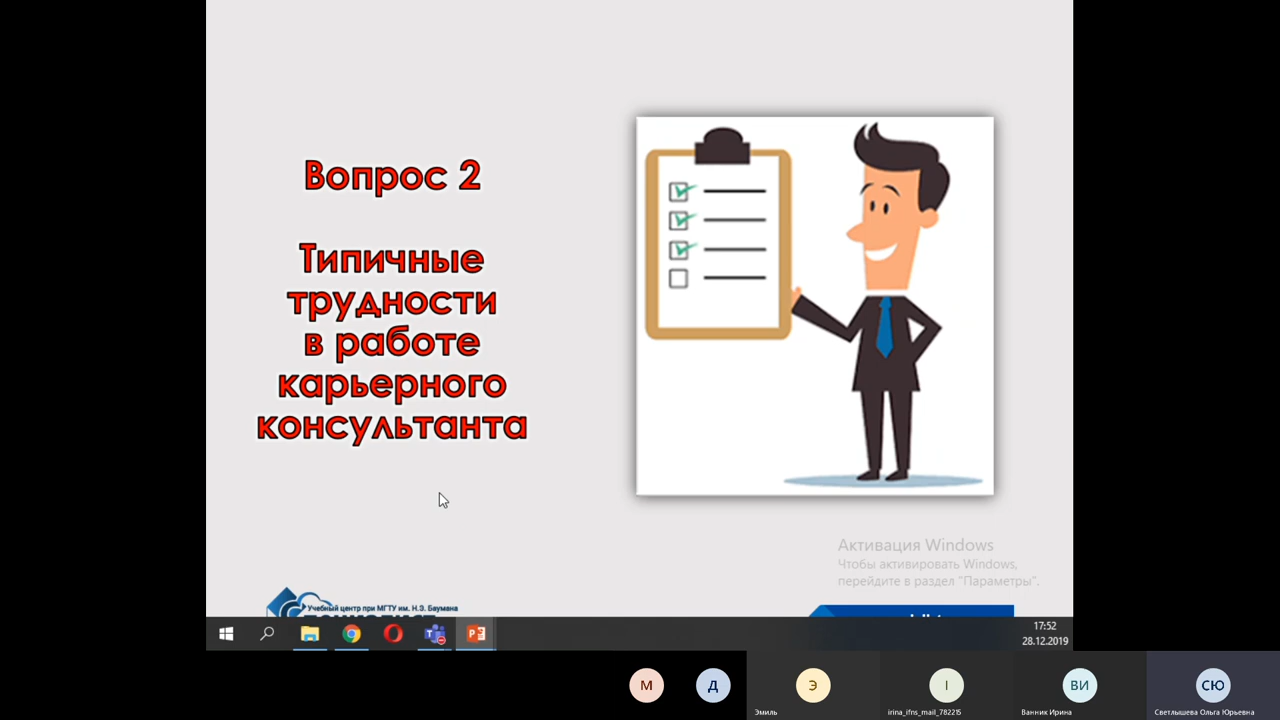 Вопрос 2
Типичные
трудности
в работе
карьерного
консультанта
Активация Windows
Чтобы активировать Windows,
перейдите в раздел "Параметры".
Учебный центр при МГТУ им. Н.Э. Баумана
17:52
28.12.2019
М
Д
Э
I
ВИ
СЮ
Эмиль
irina_ifns_mail_782215
Ванник Ирина
Светлышева Ольга Юрьевна